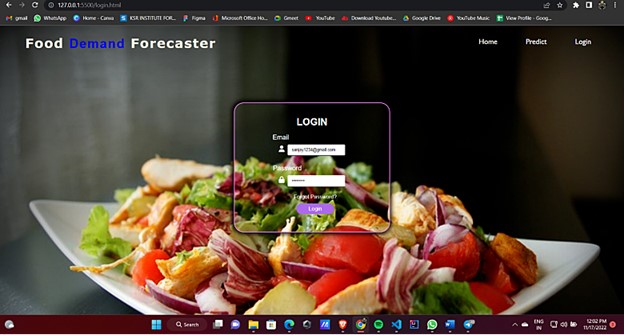 127.0.0.1:5500/login.html
gmail WhatsApp Home - Canva KSR INSTITUTE FOR... Figma Microsoft Office Ho... Gmeet YouTube Download Youtube... Google Drive YouTube Music View Profile - Goog...
Food Demand Forecaster Home Predict Login
LOGIN
Email
sanjay1234@gmail.com
Password
Forgot Password?
Login
Search
ENG
IN
12:02 PM
11/17/2022